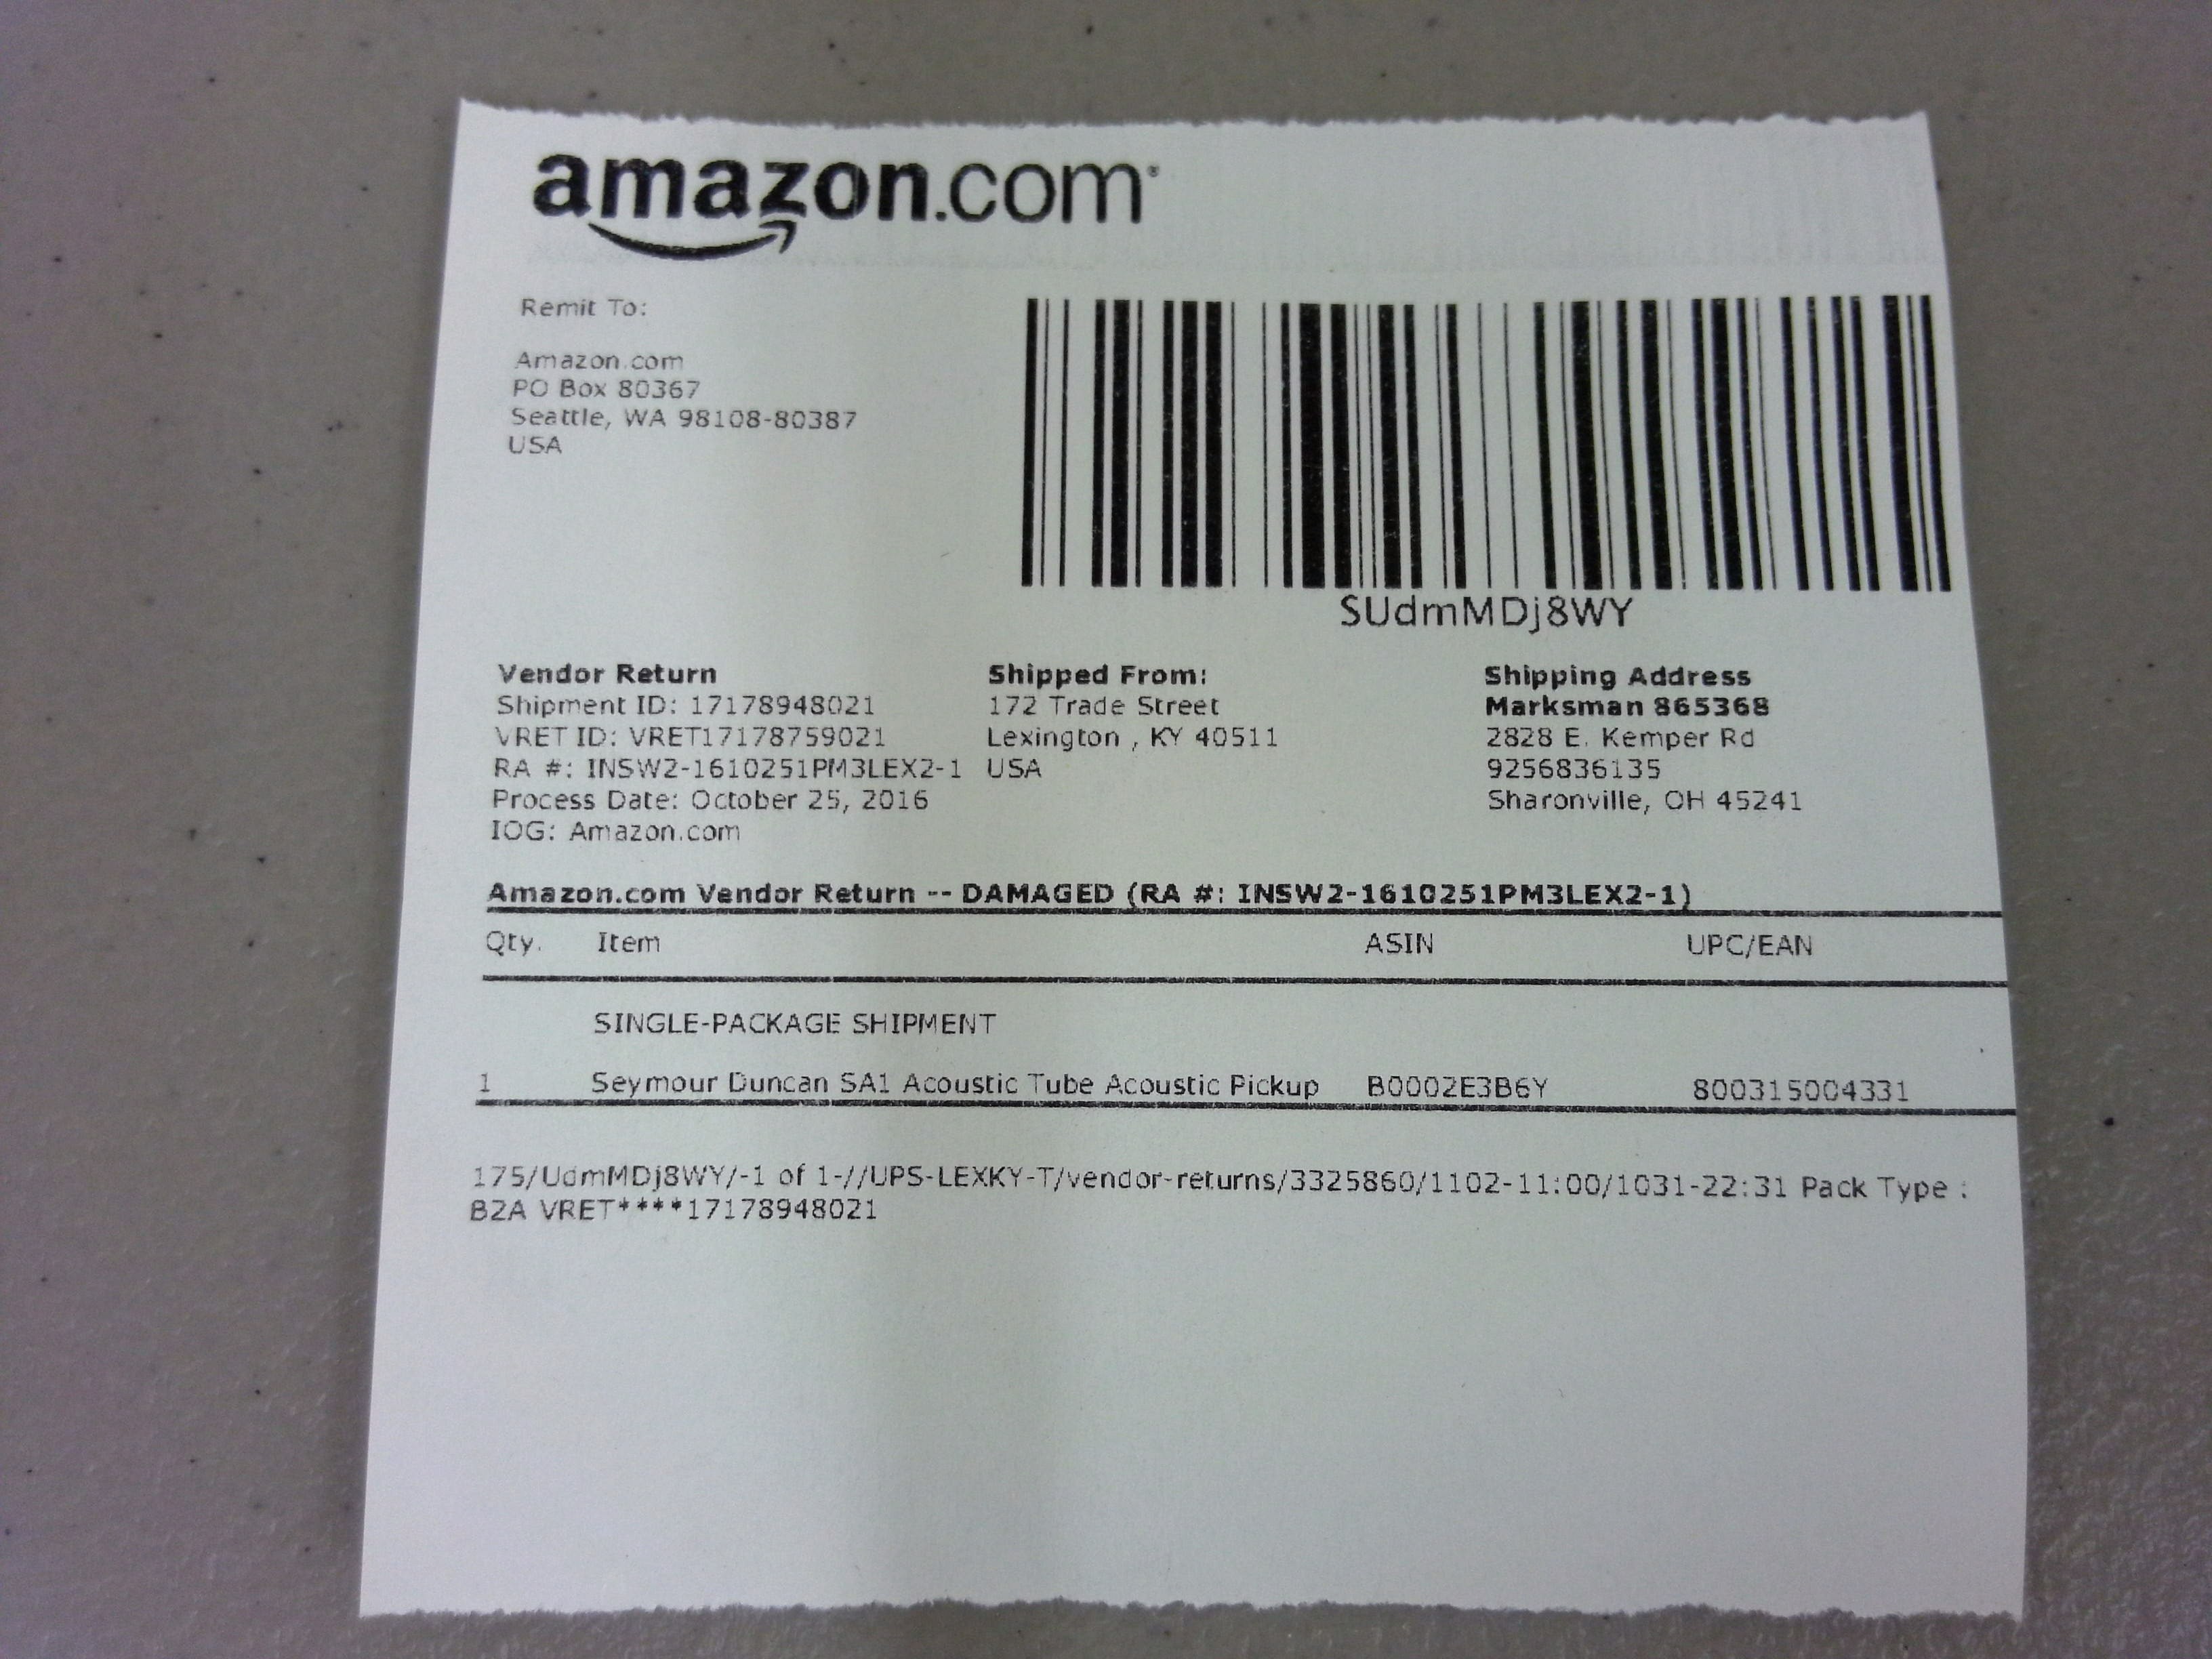 amazon.com
Remit To:
Amazon.com
PO Box 80367
Seattle, WA 98108-80387
USA
SUdmMDj8WY
Vendor Return
Shipment ID: 17178948021
VRET ID: VRET17178759021
RA #: INSW2-1610251PM3LEX2-1
Process Date: October 25, 2016
IOG: Amazon.com
Shipped From:
172 Trade Street
Lexington , KY 40511
USA
Shipping Address
Marksman 865368
2828 E. Kemper Rd
9256836135
Sharonville, OH 45241
Amazon.com Vendor Return -- DAMAGED (RA #: INSW2-1610251PM3LEX2-1)
Qty. Item ASIN UPC/EAN
SINGLE-PACKAGE SHIPMENT
1 Seymour Duncan SA1 Acoustic Tube Acoustic Pickup B0002E3B6Y 800315004331
175/UdmMDj8WY/-1 of 1-//UPS-LEXKY-T/vendor-returns/3325860/1102-11:00/1031-22:31 Pack Type :
B2A VRET****17178948021